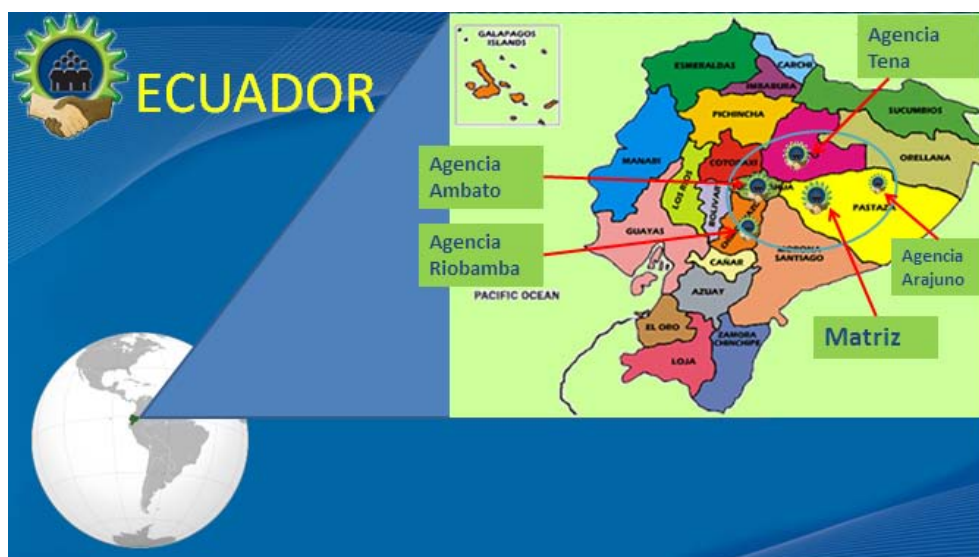 ECUADOR
GALAPAGOS
ISLANDS
Agencia
Tena
ESMERALDAS
CARCHI
IMBABURA
SUCUMBIOS
PICHINCHA
ORELLANA
MANABI
COTOPAXI
Agencia
Ambato
LOS RIOS
BOLIVAR
PASTAZA
GUAYAS
Agencia
Riobamba
MORONA
SANTIAGO
Agencia
Arajuno
CAÑAR
PACIFIC OCEAN
AZUAY
EL ORO
ZAMORA
CHINCHIPE
Matriz
LOJA